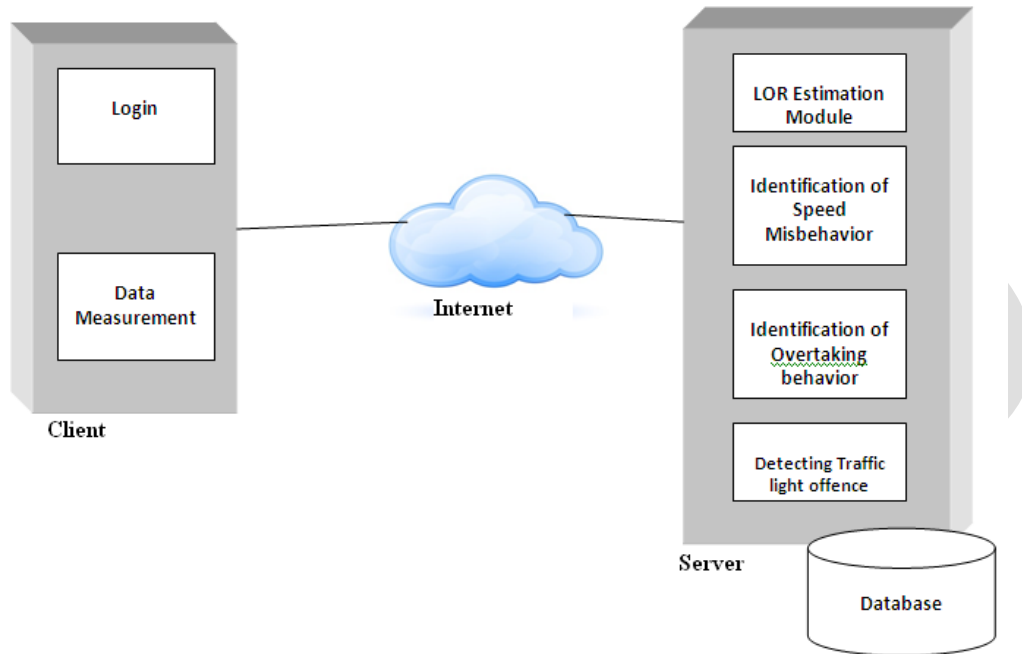 Login
Data
Measurement
Client
Internet
LOR Estimation
Module
Identification of
Speed
Misbehavior
Identification of
Overtaking
behavior
Detecting Traffic
light offence
Server
Database